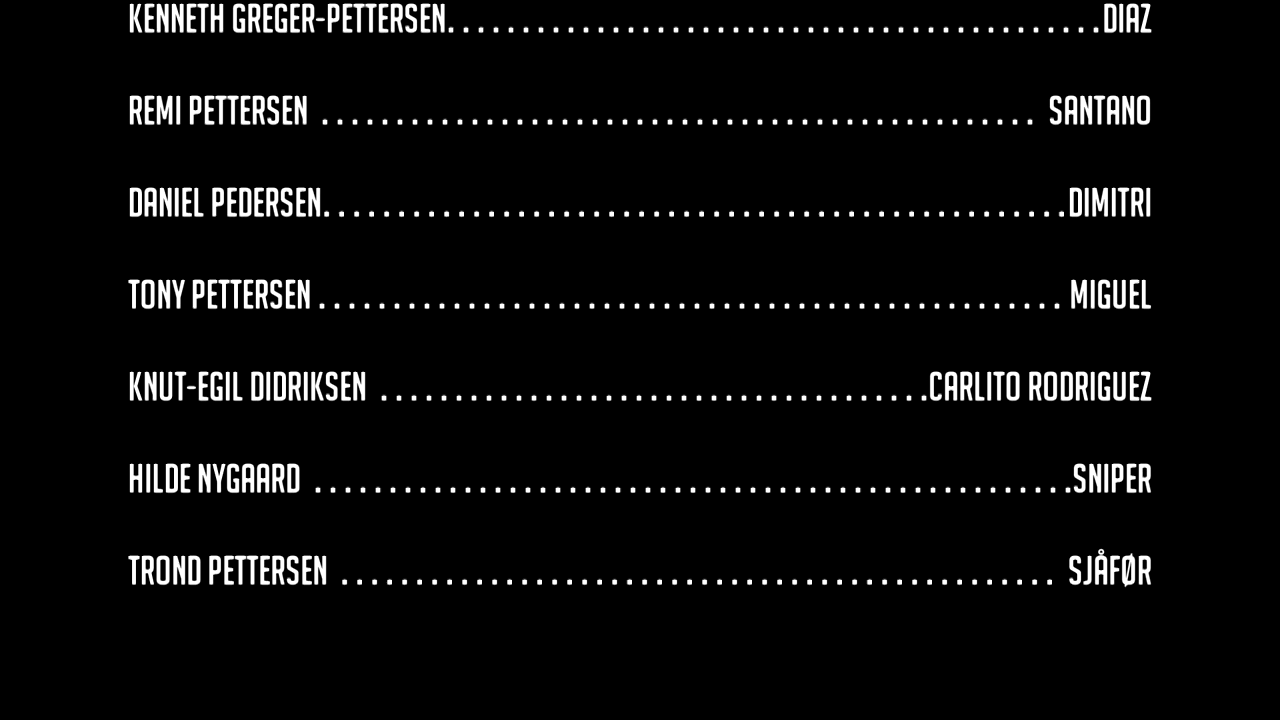 KENNETH GREGER-PETTERSEN............................................DIAZ
REMI PETTERSEN ................................................ SANTANO
DANIEL PEDERSEN..................................................DIMITRI
TONY PETTERSEN .................................................. MIGUEL
KNUT-EGIL DIDRIKSEN .....................................CARLITO RODRIGUEZ
HILDE NYGAARD ...................................................SNIPER
TROND PETTERSEN ................................................ SJÅFØR